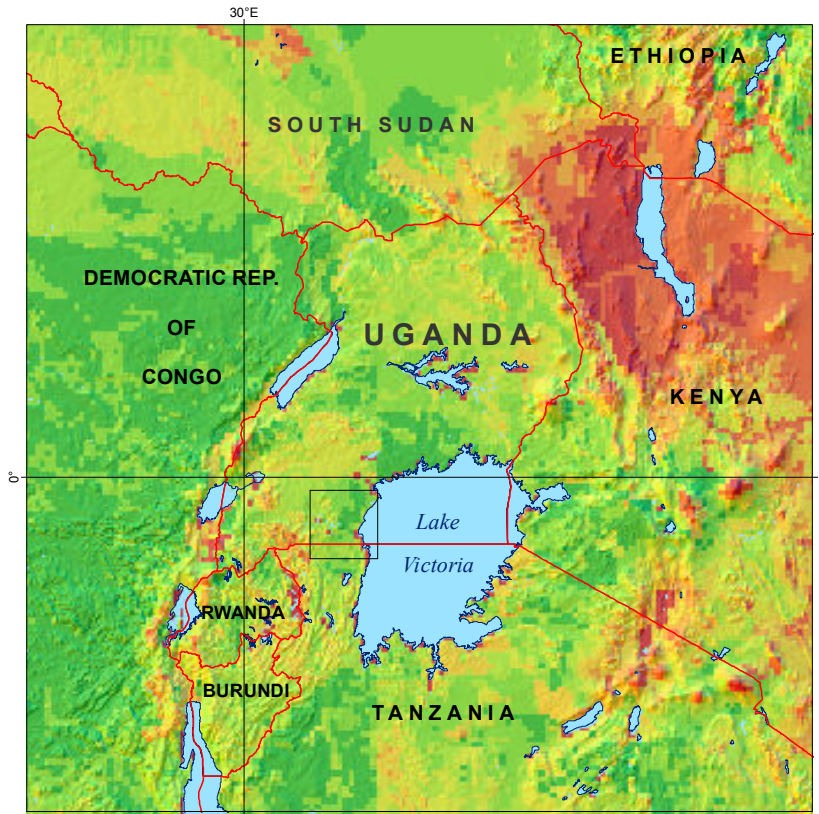 30°E
ETHIOPIA
SOUTH SUDAN
DEMOCRATIC REP.
OF
CONGO
UGANDA
KENYA
0°
Lake
Victoria
RWANDA
BURUNDI
TANZANIA